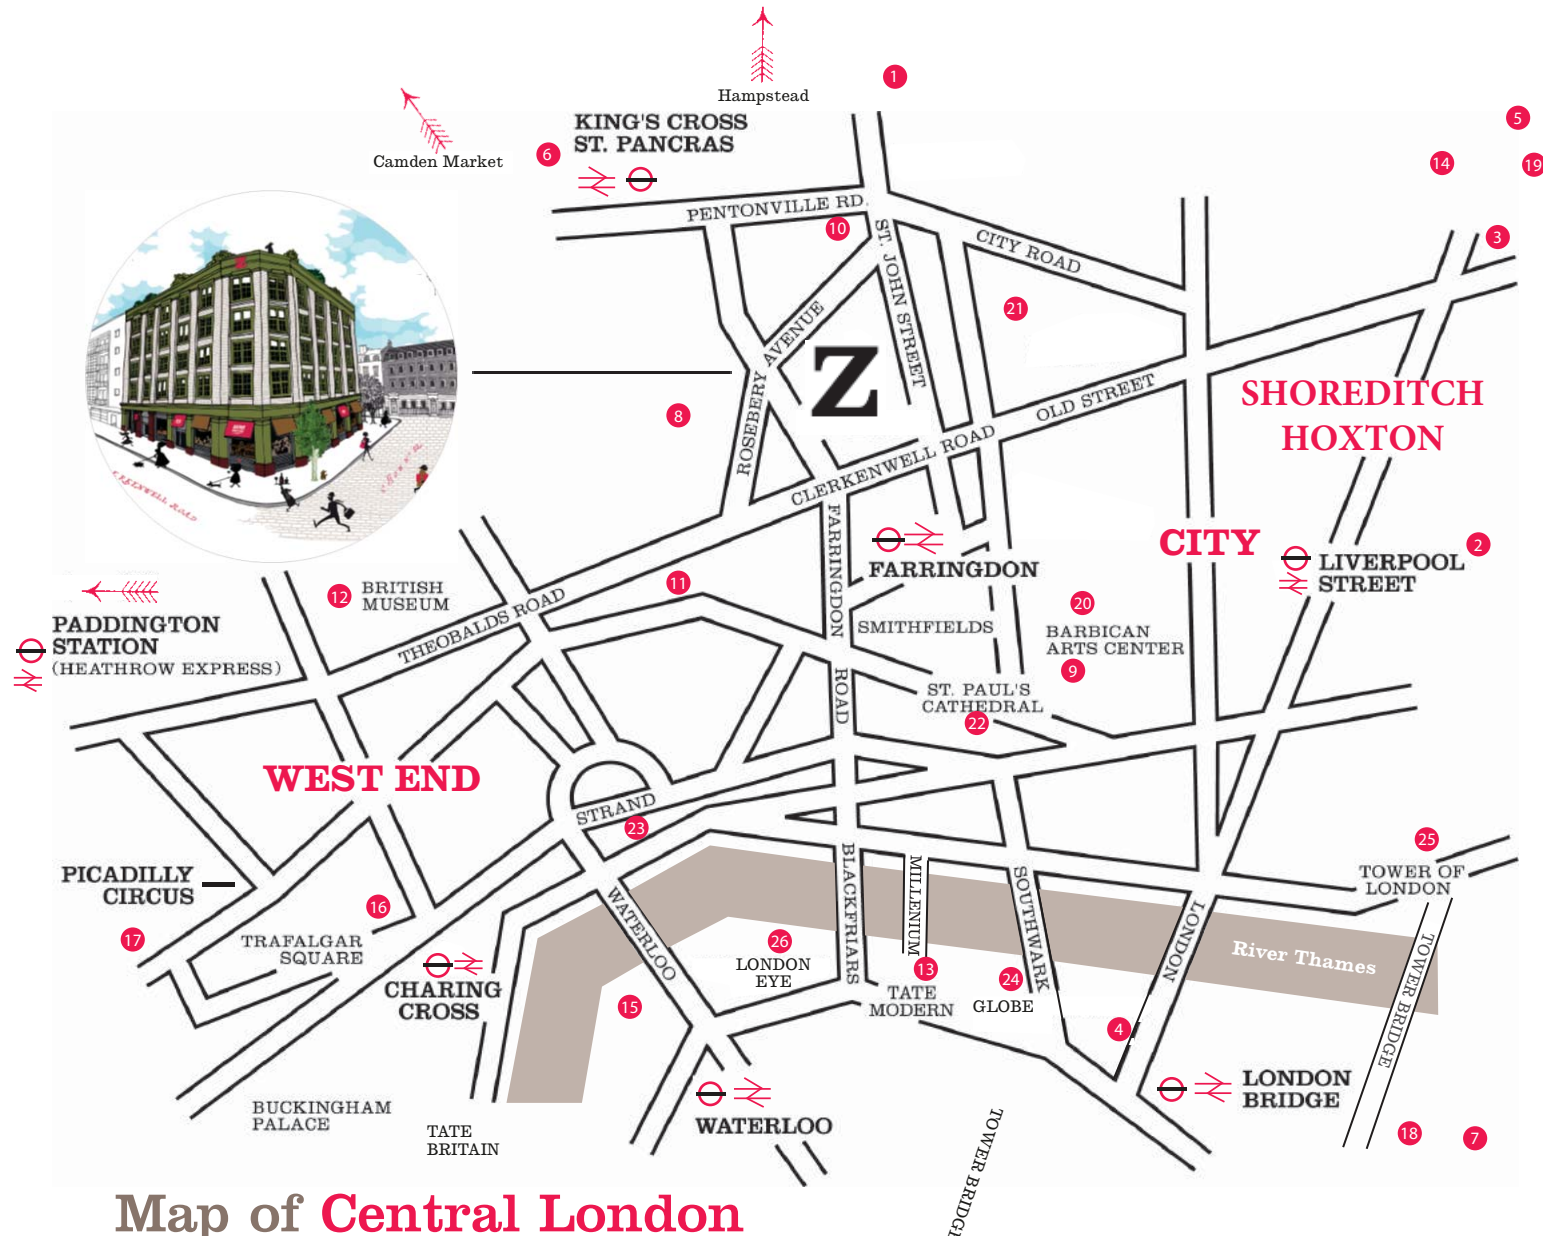 Hampstead
1
Camden Market
KING'S CROSS
ST. PANCRAS
6
5
14
19
3
PENTONVILLE RD.
10
ST. JOHN STREET
CITY ROAD
21
ROSEBERY AVENUE
Z
8
OLD STREET
CLERKENWELL ROAD
SHOREDITCH
HOXTON
CITY
2
LIVERPOOL
STREET
FARRINGDON
FARRINGDON ROAD
11
12
BRITISH
MUSEUM
THEOBALDS ROAD
PADDINGTON
STATION
(HEATHROW EXPRESS)
SMITHFIELDS
20
BARBICAN
ARTS CENTER
9
ST. PAUL'S
CATHEDRAL
22
WEST END
STRAND
23
25
TOWER OF
LONDON
PICADILLY
CIRCUS
16
17
TRAFALGAR
SQUARE
CHARING
CROSS
WATERLOO
15
26
LONDON
EYE
BLACKFRIARS
MILLENIUM
13
TATE
MODERN
SOUTHWARK
24
GLOBE
LONDON
4
River Thames
TOWER BRIDGE
LONDON
BRIDGE
18
7
BUCKINGHAM
PALACE
TATE
BRITAIN
WATERLOO
TOWER BRIDGE
Map of Central London